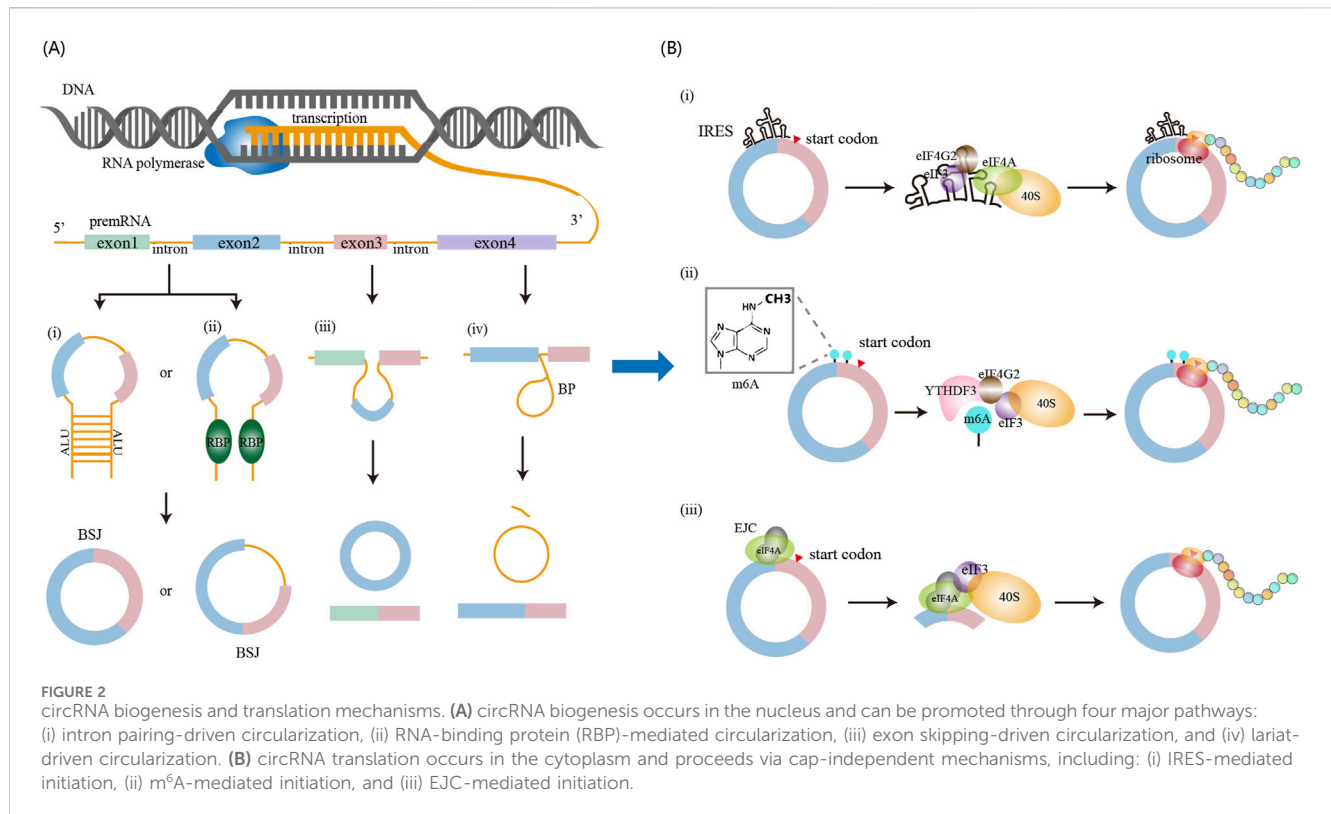 (A)
DNA
transcription
RNA polymerase
5’ premRNA 3’
exon1 intron exon2 intron exon3 intron exon4
(i) (ii) (iii) (iv)
or
BP
ALU ALU RBP RBP
BSJ
or
BSJ
(B)
(i)
IRES
start codon
eIF4G2
eIF4A
eIF3
40S
ribosome
(ii)
HN CH3
N N
N N
m6A
start codon
YTHDF3
eIF4G2
m6A
eIF3
40S
(iii)
EJC
eIF4A
start codon
eIF3
eIF4A
40S
FIGURE 2
circRNA biogenesis and translation mechanisms. (A) circRNA biogenesis occurs in the nucleus and can be promoted through four major pathways:
(i) intron pairing-driven circularization, (ii) RNA-binding protein (RBP)-mediated circularization, (iii) exon skipping-driven circularization, and (iv) lariat-
driven circularization. (B) circRNA translation occurs in the cytoplasm and proceeds via cap-independent mechanisms, including: (i) IRES-mediated
initiation, (ii) m⁶A-mediated initiation, and (iii) EJC-mediated initiation.